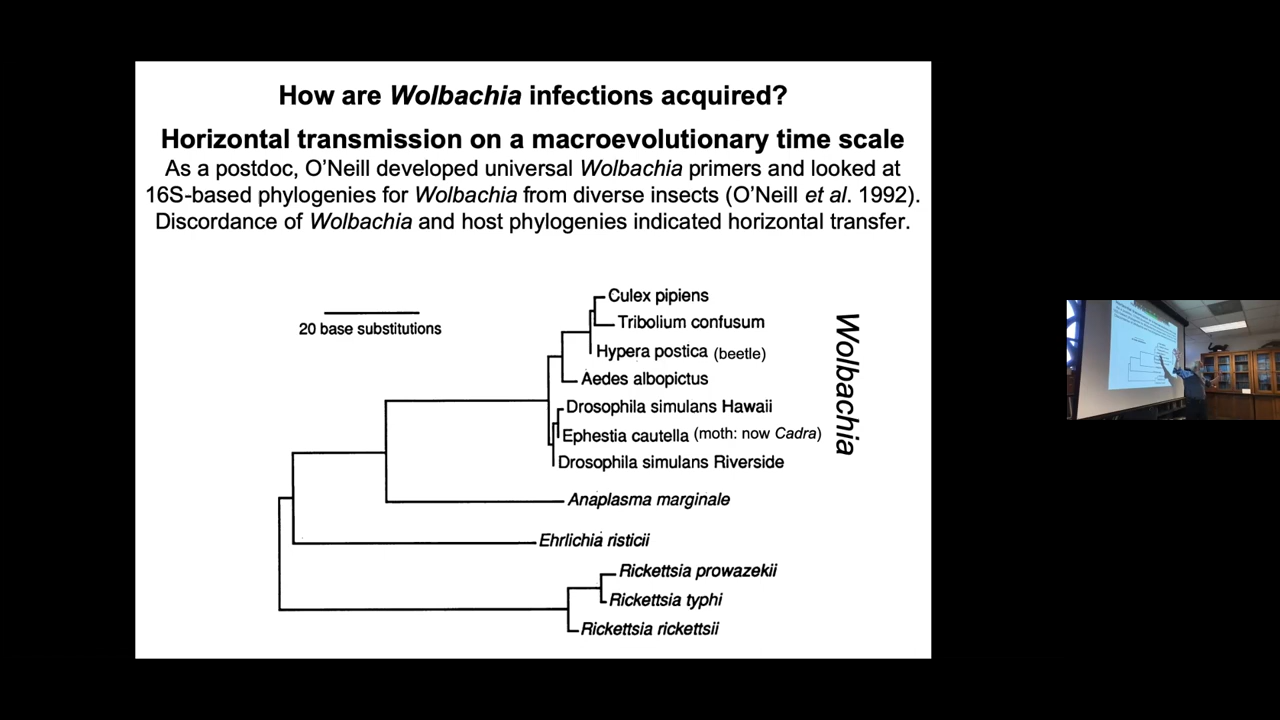 How are Wolbachia infections acquired?
Horizontal transmission on a macroevolutionary time scale
As a postdoc, O’Neill developed universal Wolbachia primers and looked at
16S-based phylogenies for Wolbachia from diverse insects (O’Neill et al. 1992).
Discordance of Wolbachia and host phylogenies indicated horizontal transfer.
20 base substitutions
Culex pipiens
Tribolium confusum
Hypera postica (beetle)
Aedes albopictus
Drosophila simulans Hawaii
Ephestia cautella (moth: now Cadra)
Drosophila simulans Riverside
Wolbachia
Anaplasma marginale
Ehrlichia risticii
Rickettsia prowazekii
Rickettsia typhi
Rickettsia rickettsii